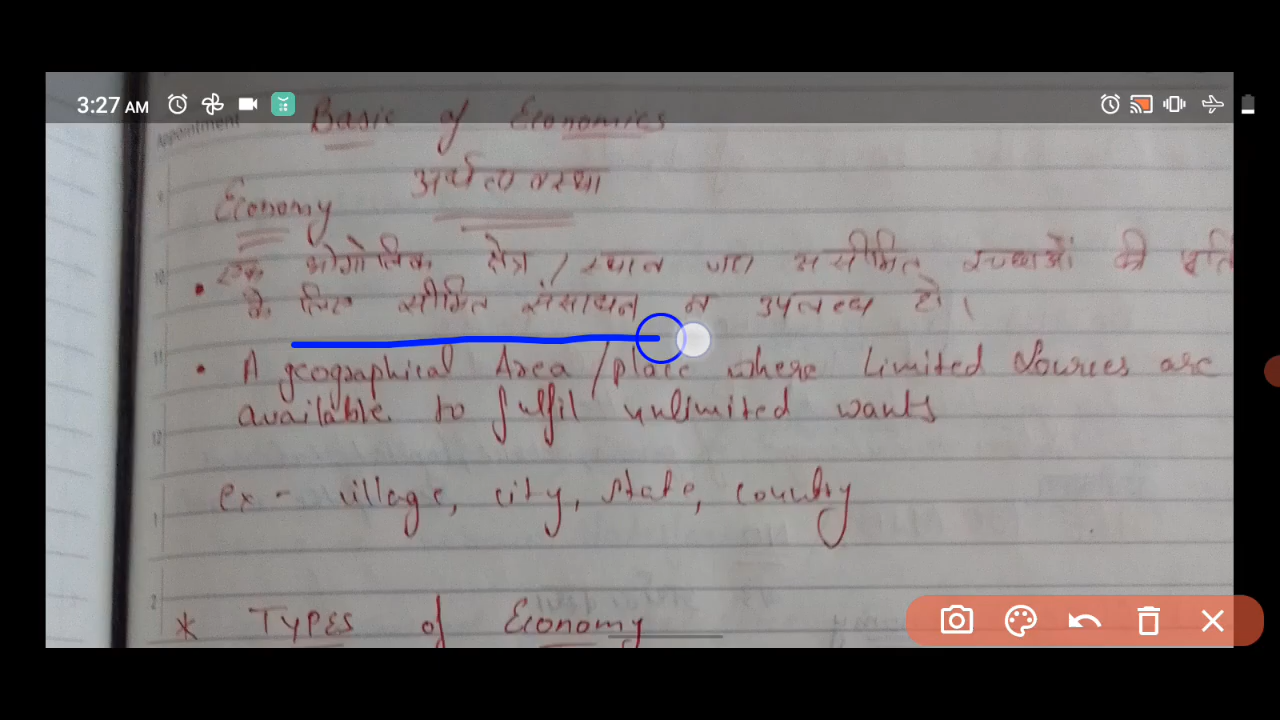 3:27 AM
Appointment
Basic of Economics
अर्थव्यवस्था
Economy
• एक भौगोलिक क्षेत्र / स्थान जहा असीमित इच्छाओं की पूर्ति
के लिए सीमित संसाधन उपलब्ध हो।
• A geographical Area / place where Limited Sources are
available to fulfil unlimited wants
ex - village, city, state, country
* TYPES of Economy